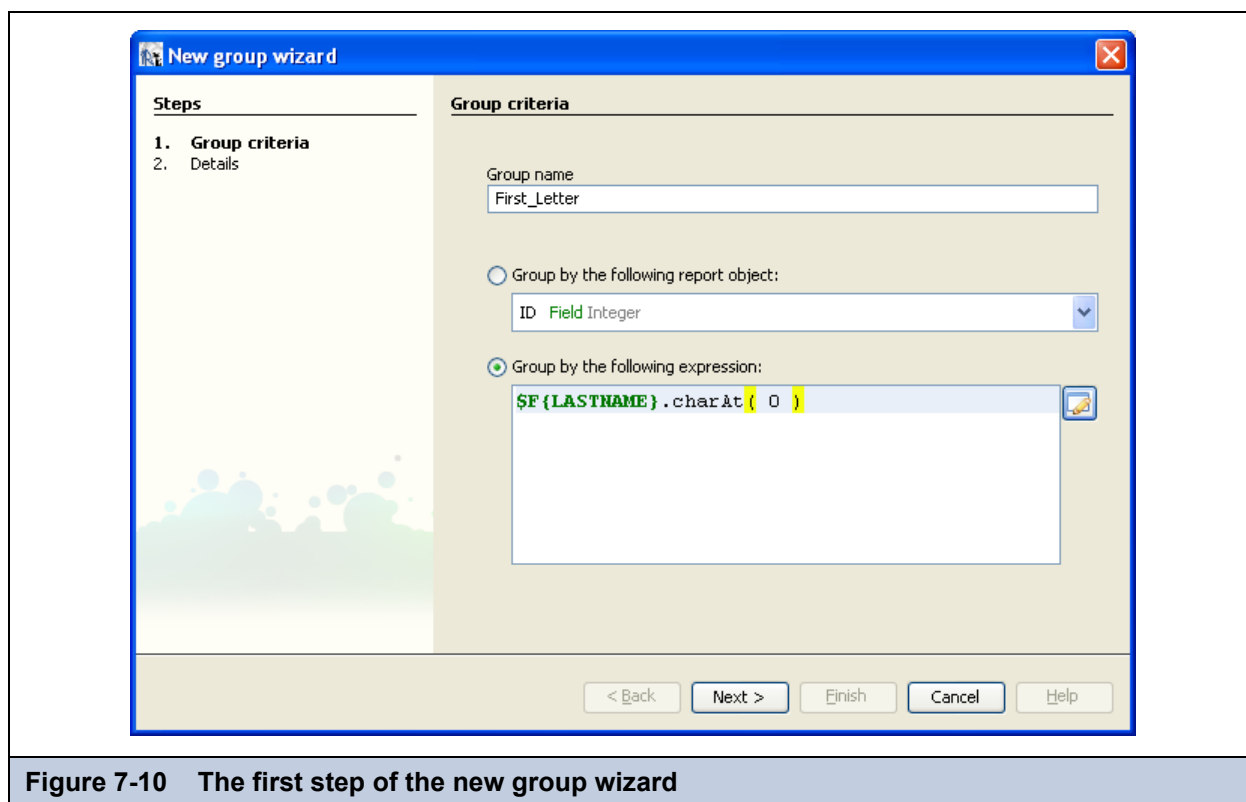 New group wizard
Steps
1. Group criteria
2. Details
Group criteria
Group name
First_Letter
Group by the following report object:
ID Field Integer
Group by the following expression:
$F{LASTNAME}.charAt( 0 )
< Back Next > Finish Cancel Help
Figure 7-10 The first step of the new group wizard